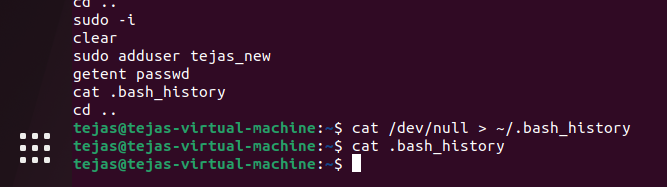 cd ..
sudo -i
clear
sudo adduser tejas_new
getent passwd
cat .bash_history
cd ..
tejas@tejas-virtual-machine:~$ cat /dev/null > ~/.bash_history
tejas@tejas-virtual-machine:~$ cat .bash_history
tejas@tejas-virtual-machine:~$